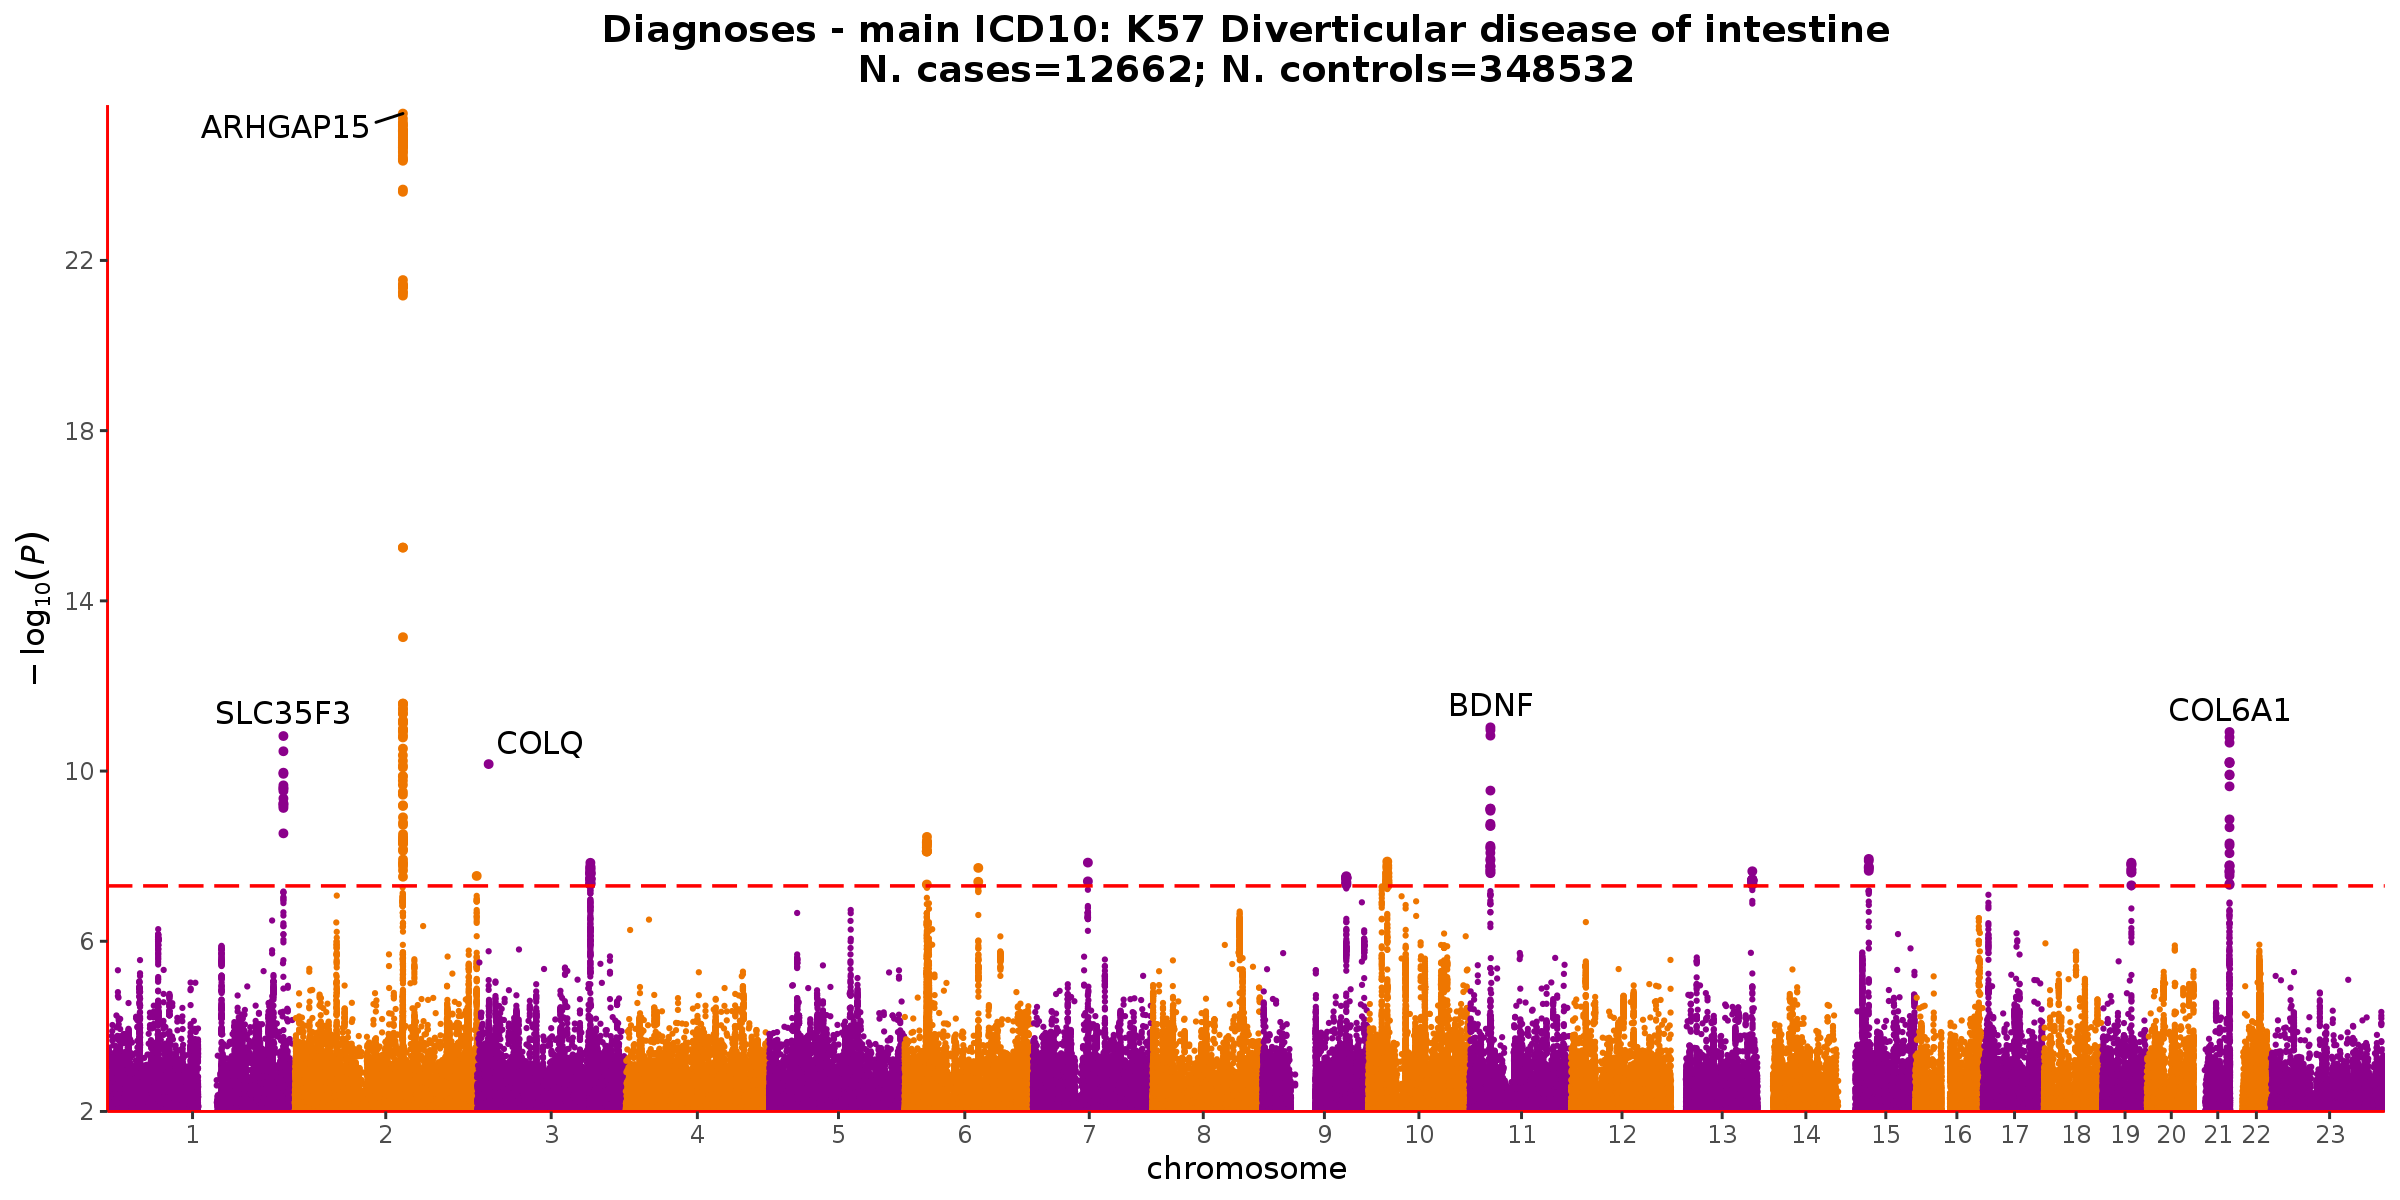 Diagnoses - main ICD10: K57 Diverticular disease of intestine
N. cases=12662; N. controls=348532
ARHGAP15
SLC35F3
COLQ
BDNF
COL6A1
− log₁₀(P)
22
18
14
10
6
2
1 2 3 4 5 6 7 8 9 10 11 12 13 14 15 16 17 18 19 20 21 22 23
chromosome